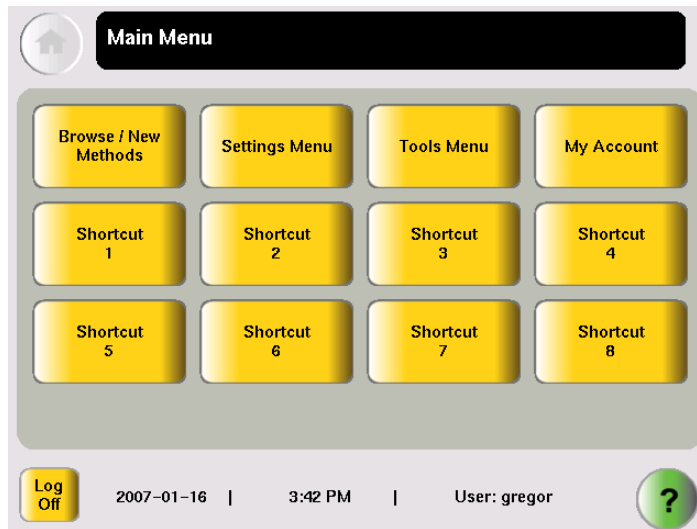 Main Menu
Browse / New
Methods
Settings Menu
Tools Menu
My Account
Shortcut
1
Shortcut
2
Shortcut
3
Shortcut
4
Shortcut
5
Shortcut
6
Shortcut
7
Shortcut
8
Log
Off
2007-01-16 | 3:42 PM | User: gregor
?